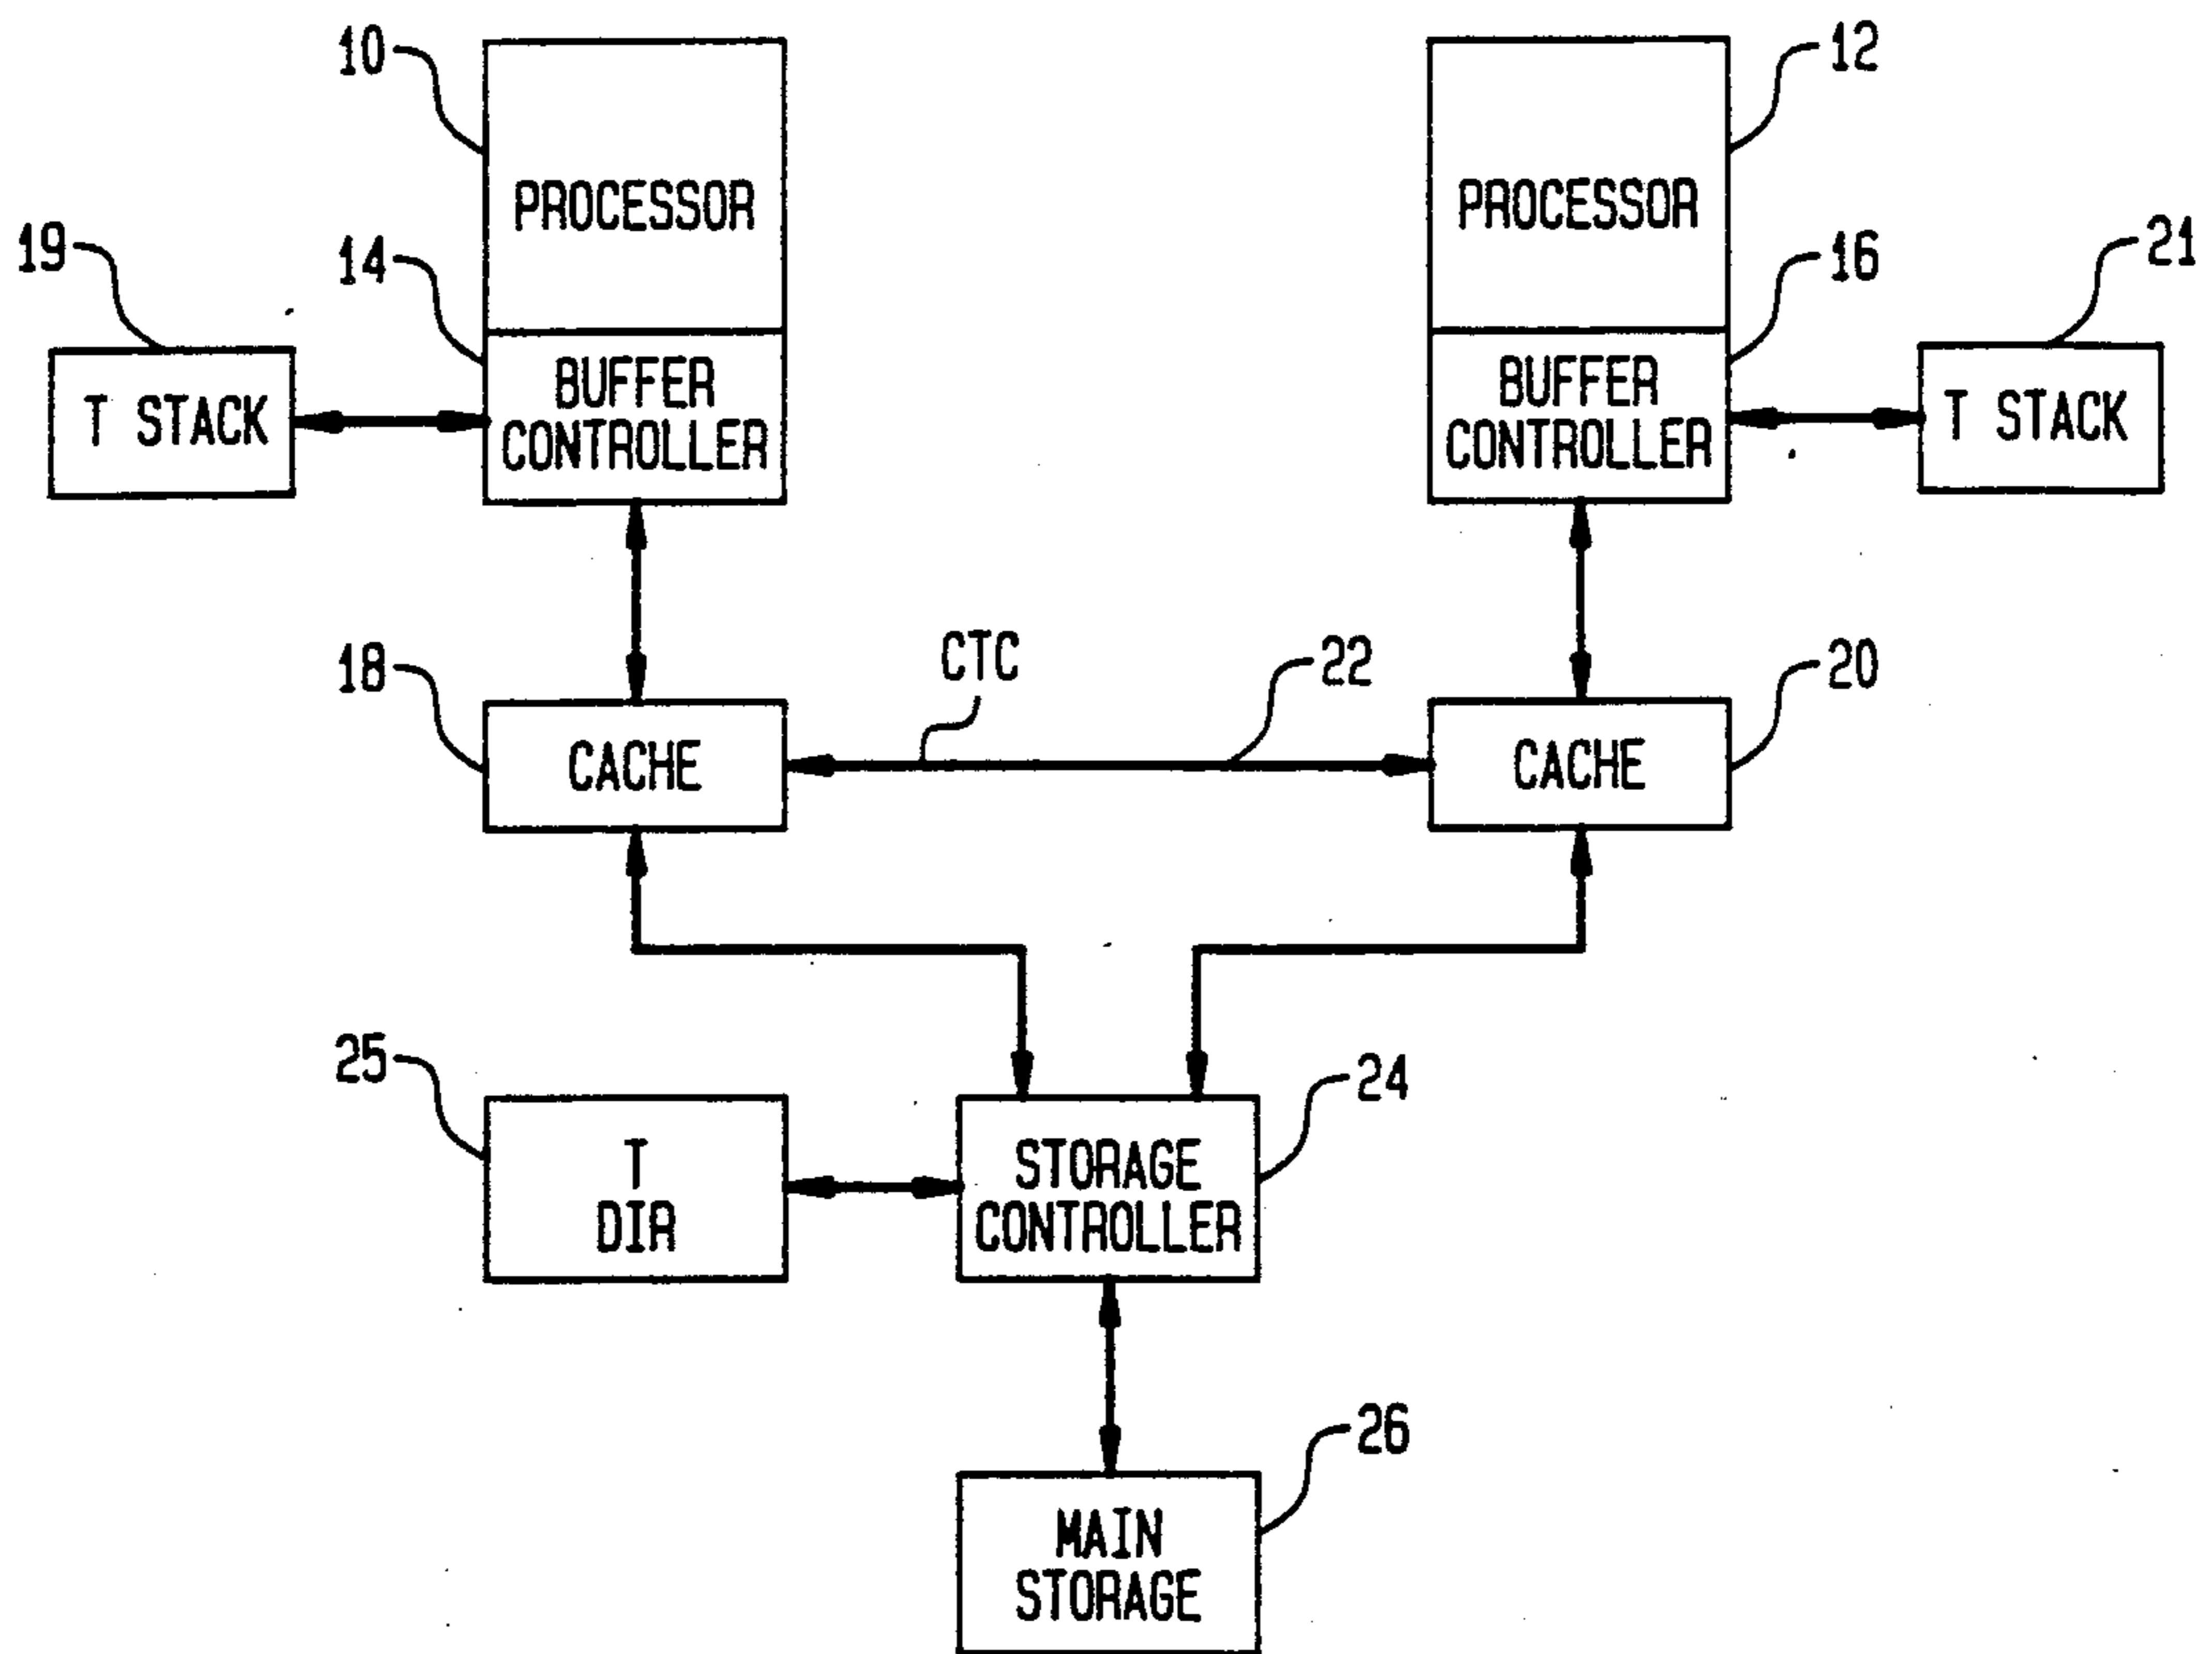 10
12
PROCESSOR
PROCESSOR
19
14
16
21
T STACK
BUFFER
CONTROLLER
BUFFER
CONTROLLER
T STACK
18
CTC
22
20
CACHE
CACHE
25
24
T
DIR
STORAGE
CONTROLLER
26
MAIN
STORAGE